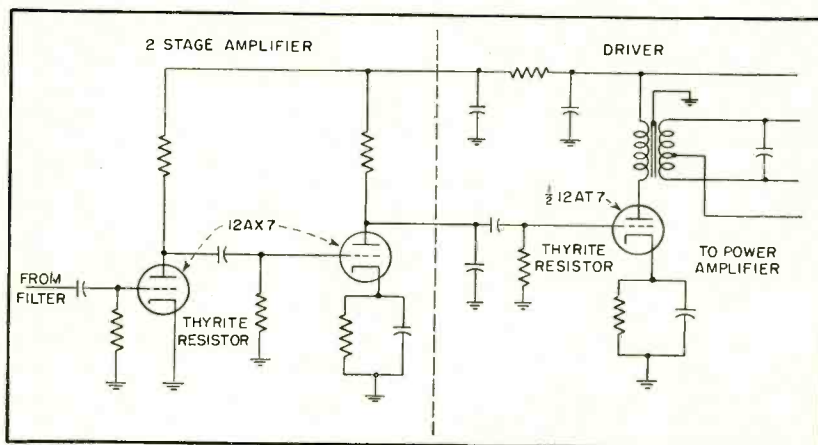 2 STAGE AMPLIFIER
DRIVER
12AX7
½ 12AT7
FROM
FILTER
THYRITE
RESISTOR
THYRITE
RESISTOR
TO POWER
AMPLIFIER